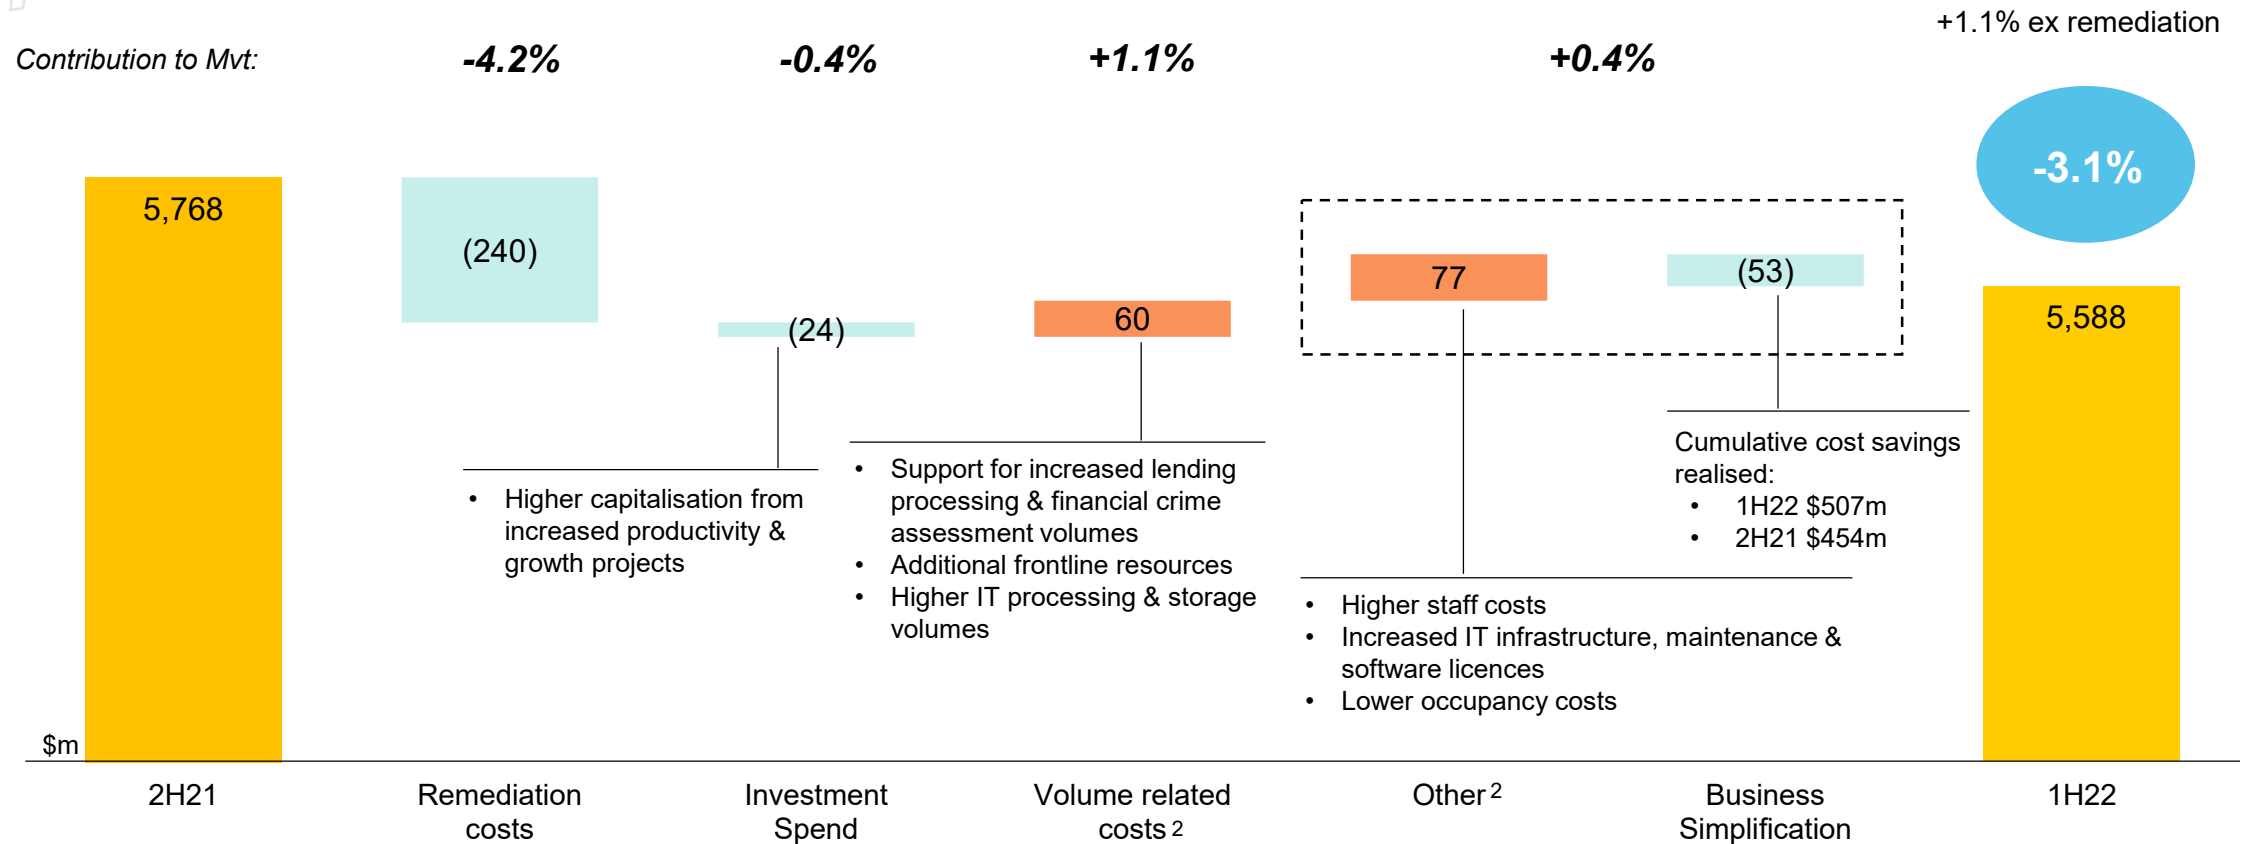 +1.1% ex remediation
Contribution to Mvt:
-4.2%
-0.4%
+1.1%
+0.4%
-3.1%
5,768
(240)
(24)
60
77
(53)
5,588
• Higher capitalisation from
increased productivity &
growth projects
• Support for increased lending
processing & financial crime
assessment volumes
• Additional frontline resources
• Higher IT processing & storage
volumes
• Higher staff costs
• Increased IT infrastructure, maintenance &
software licences
• Lower occupancy costs
Cumulative cost savings
realised:
• 1H22 $507m
• 2H21 $454m
$m
2H21
Remediation
costs
Investment
Spend
Volume related
costs 2
Other 2
Business
Simplification
1H22